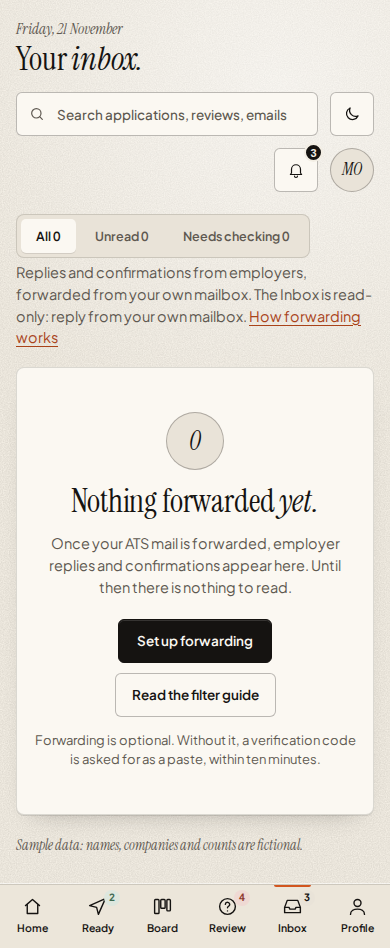 Friday, 21 November
Your inbox.
Search applications, reviews, emails
3
MO
All 0 Unread 0 Needs checking 0
Replies and confirmations from employers,
forwarded from your own mailbox. The Inbox is read-
only: reply from your own mailbox. How forwarding
works
0
Nothing forwarded yet.
Once your ATS mail is forwarded, employer
replies and confirmations appear here. Until
then there is nothing to read.
Set up forwarding
Read the filter guide
Forwarding is optional. Without it, a verification code
is asked for as a paste, within ten minutes.
Sample data: names, companies and counts are fictional.
2 4 3
Home Ready Board Review Inbox Profile